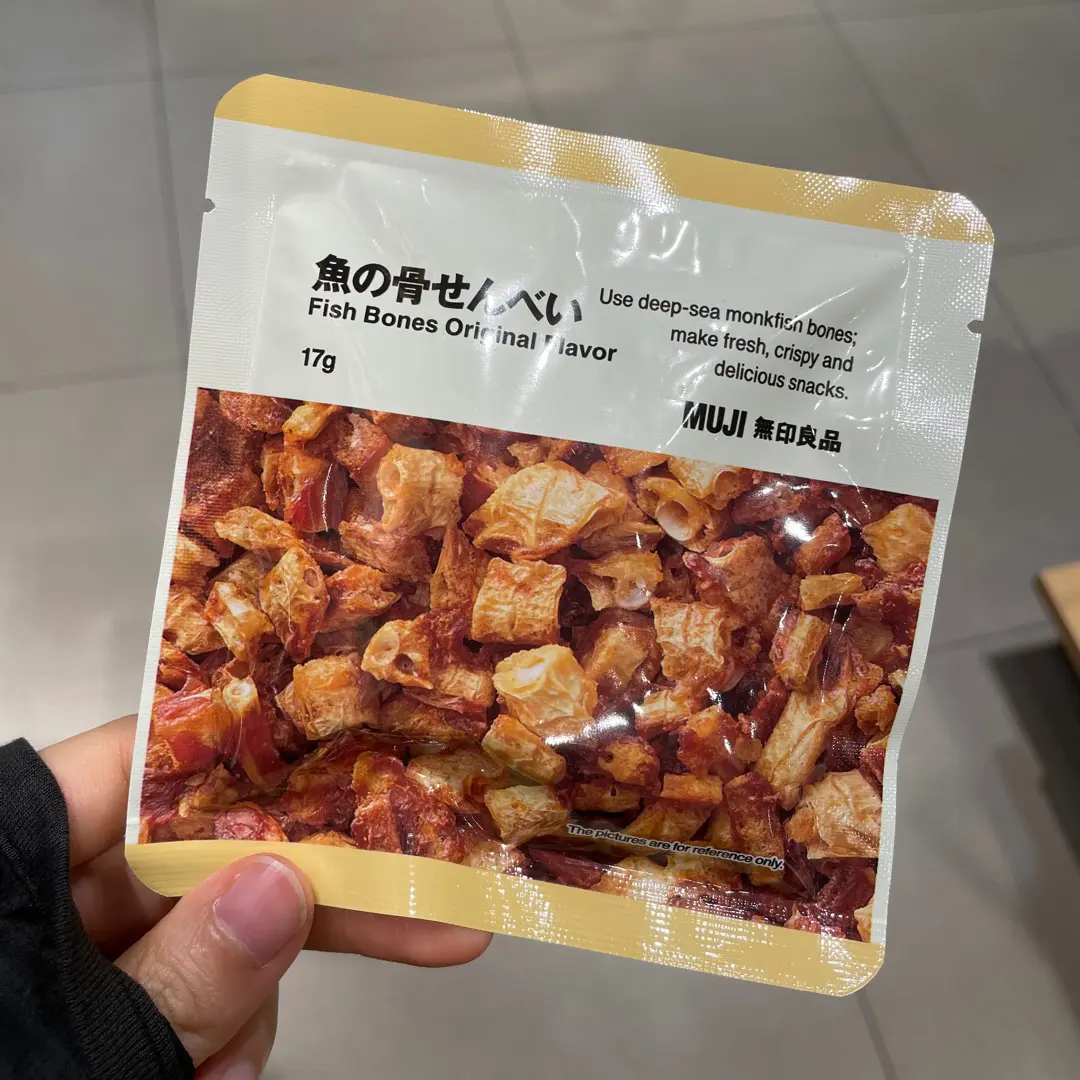 魚の骨せんべい
Fish Bones Original Flavor
17g
Use deep-sea monkfish bones;
make fresh, crispy and
delicious snacks.
MUJI 無印良品
The pictures are for reference only.